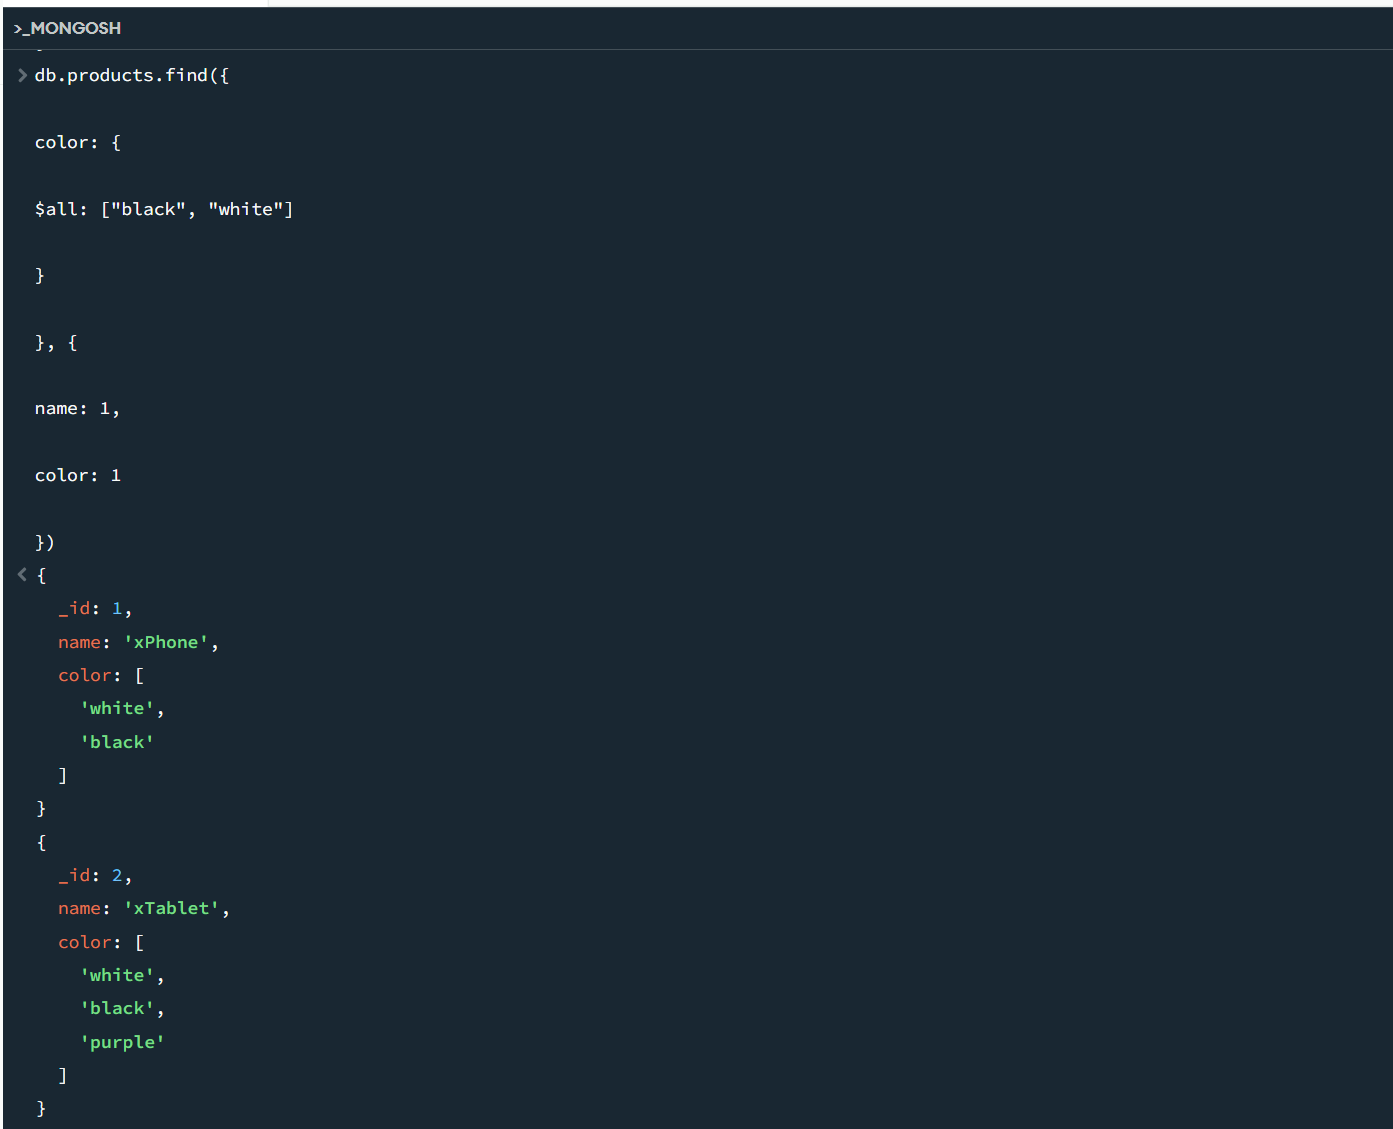 >_MONGOSH
> db.products.find({
color: {
$all: ["black", "white"]
}
}, {
name: 1,
color: 1
})
< {
_id: 1,
name: 'xPhone',
color: [
'white',
'black'
]
}
{
_id: 2,
name: 'xTablet',
color: [
'white',
'black',
'purple'
]
}